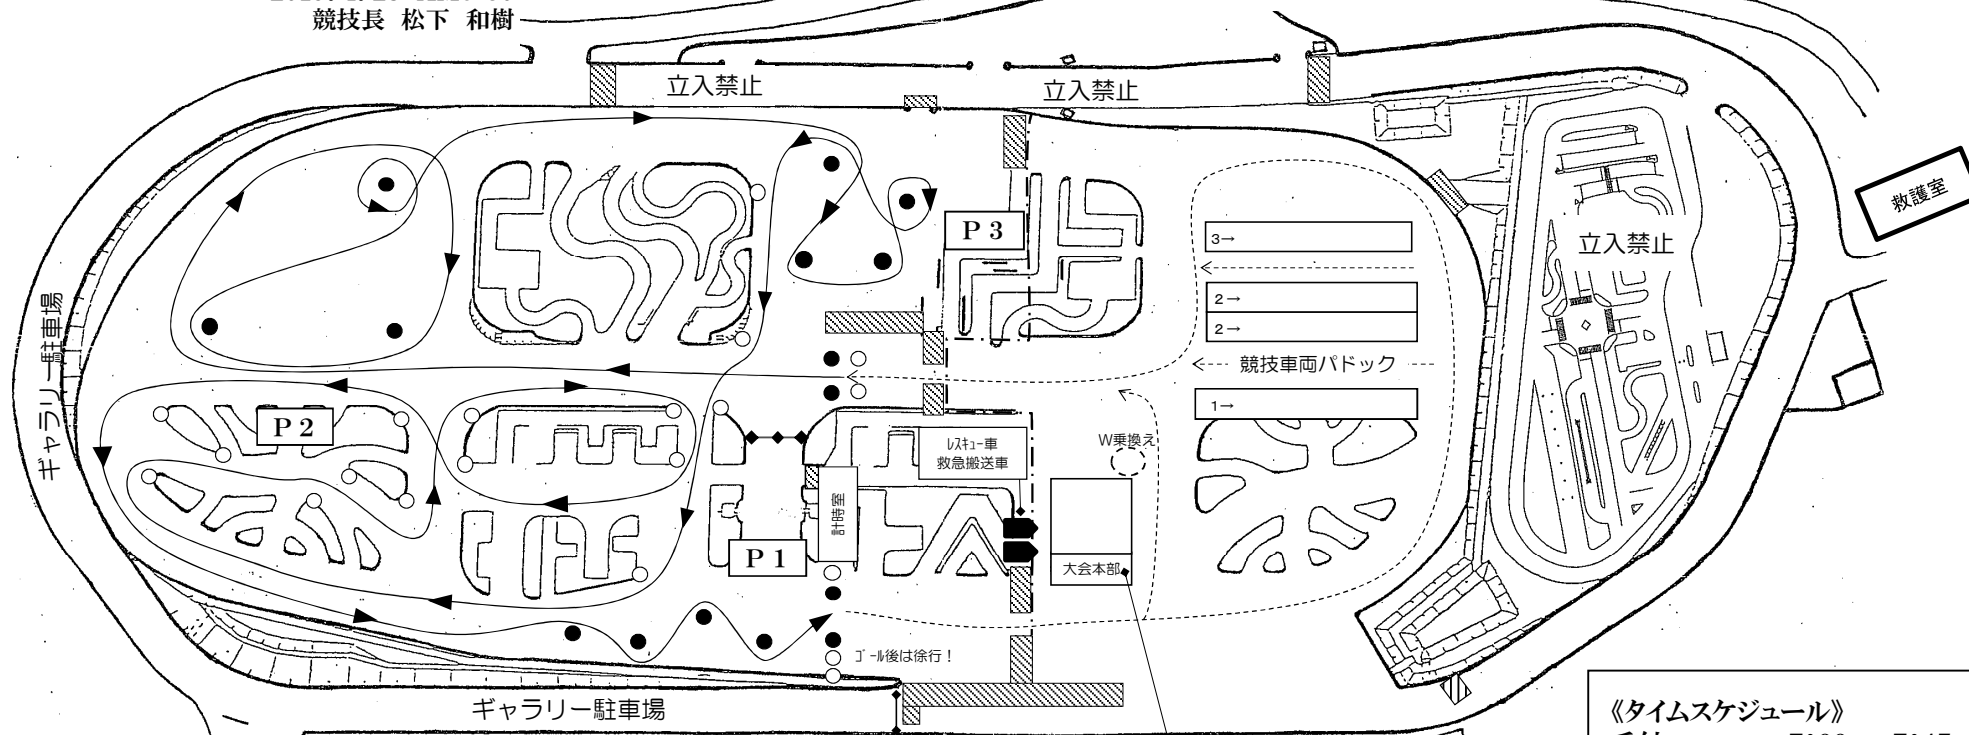 競技長 松下 和樹
立入禁止
立入禁止
救護室
P 3
3→
立入禁止
2→
2→
ギャラリー駐車場
競技車両パドック
1→
P 2
W乗換え
ﾚｽｷｭｰ車
救急搬送車
計時室
P 1
大会本部
ｺﾞｰﾙ後は徐行！
ギャラリー駐車場
《タイムスケジュール》